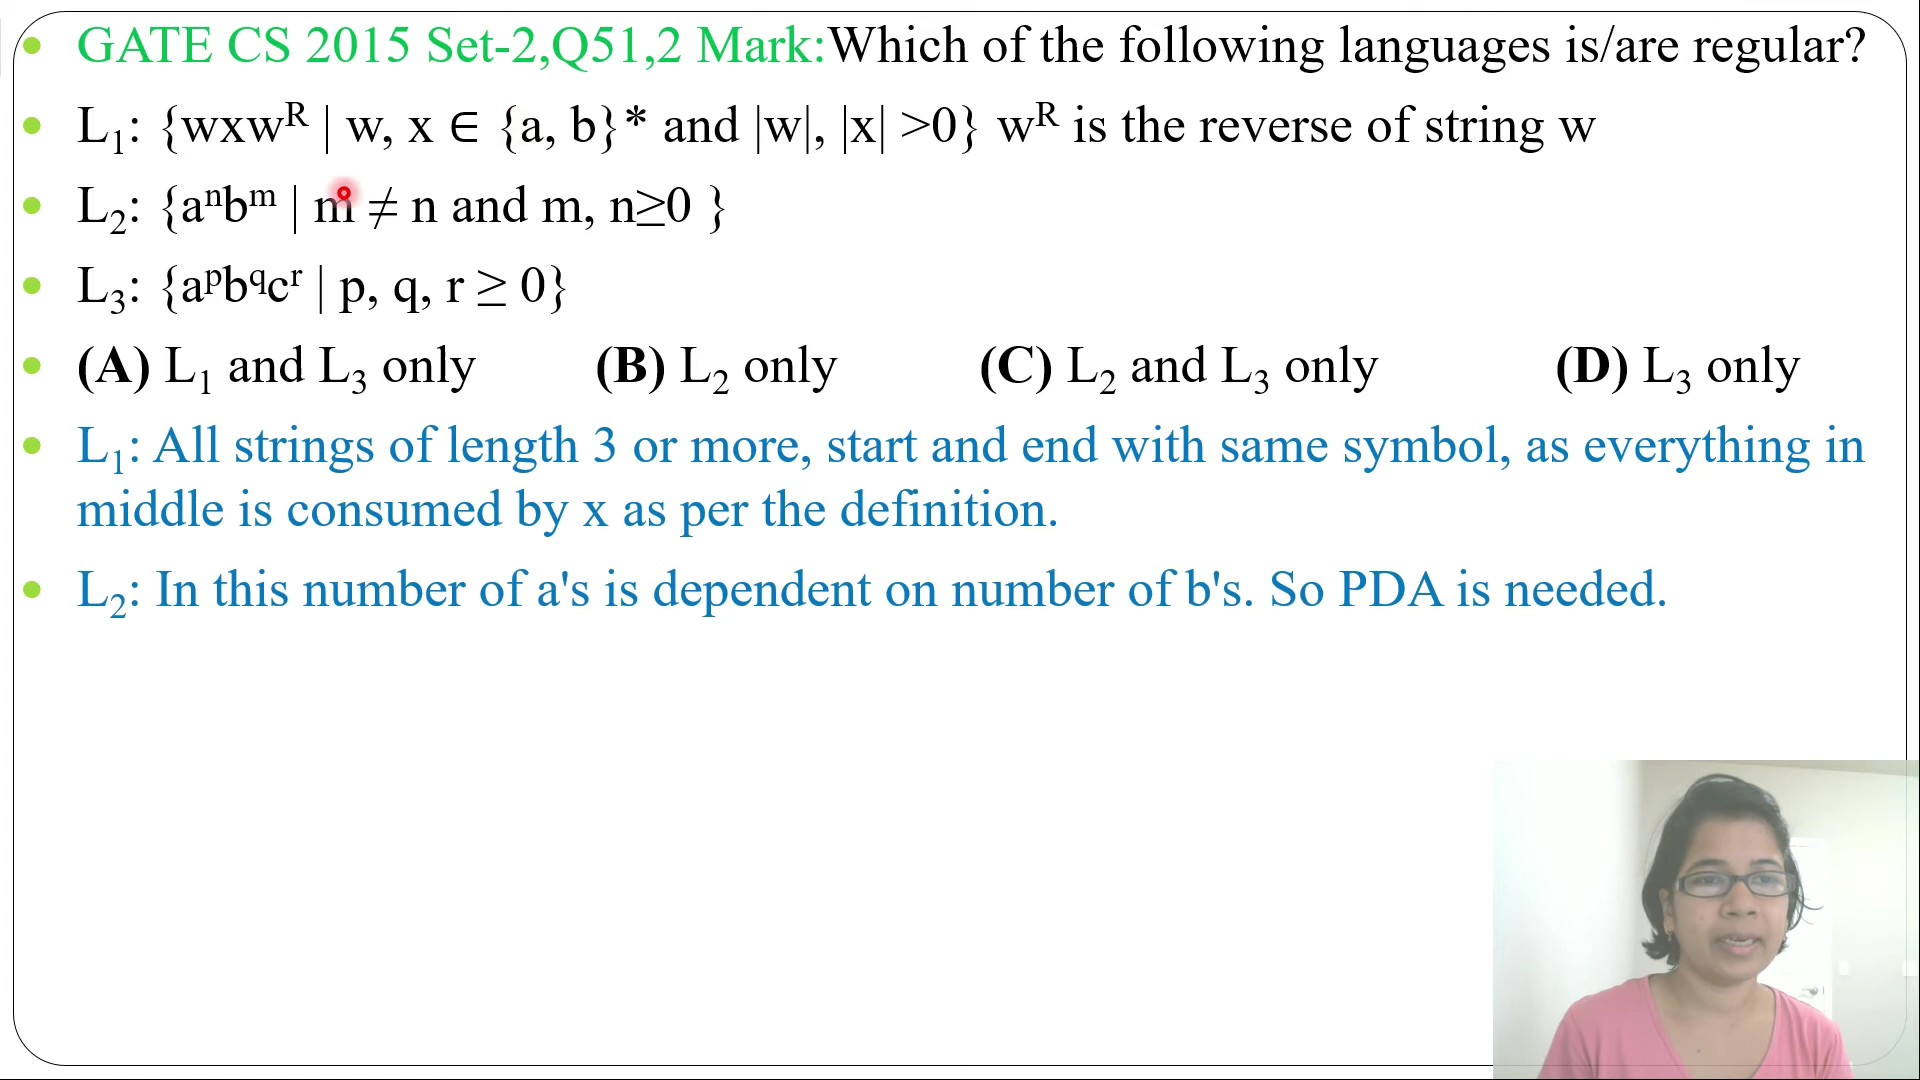 GATE CS 2015 Set-2,Q51,2 Mark:Which of the following languages is/are regular?
L₁: {wxwᴿ | w, x ∈ {a, b}* and |w|, |x| >0} wᴿ is the reverse of string w
L₂: {aⁿbᵐ | m ≠ n and m, n≥0 }
L₃: {aᵖb^qcʳ | p, q, r ≥ 0}
(A) L₁ and L₃ only (B) L₂ only (C) L₂ and L₃ only (D) L₃ only
L₁: All strings of length 3 or more, start and end with same symbol, as everything in
middle is consumed by x as per the definition.
L₂: In this number of a's is dependent on number of b's. So PDA is needed.